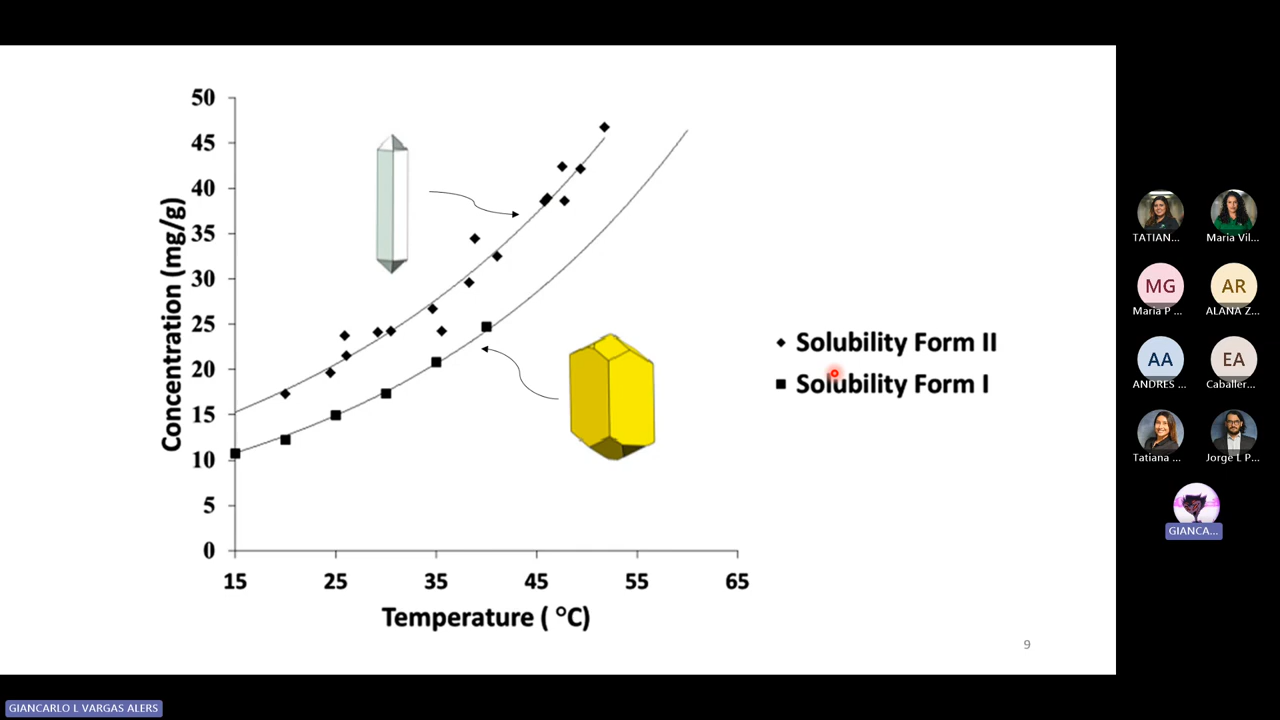 50
45
40
35
30
25
20
15
10
5
0
Concentration (mg/g)
15 25 35 45 55 65
Temperature ( °C)
Solubility Form II
Solubility Form I
9
TATIAN...
Maria Vil...
MG
Maria P ...
AR
ALANA Z...
AA
ANDRES ...
EA
Caballer...
Tatiana ...
Jorge L P...
GIANCA...
GIANCARLO L VARGAS ALERS